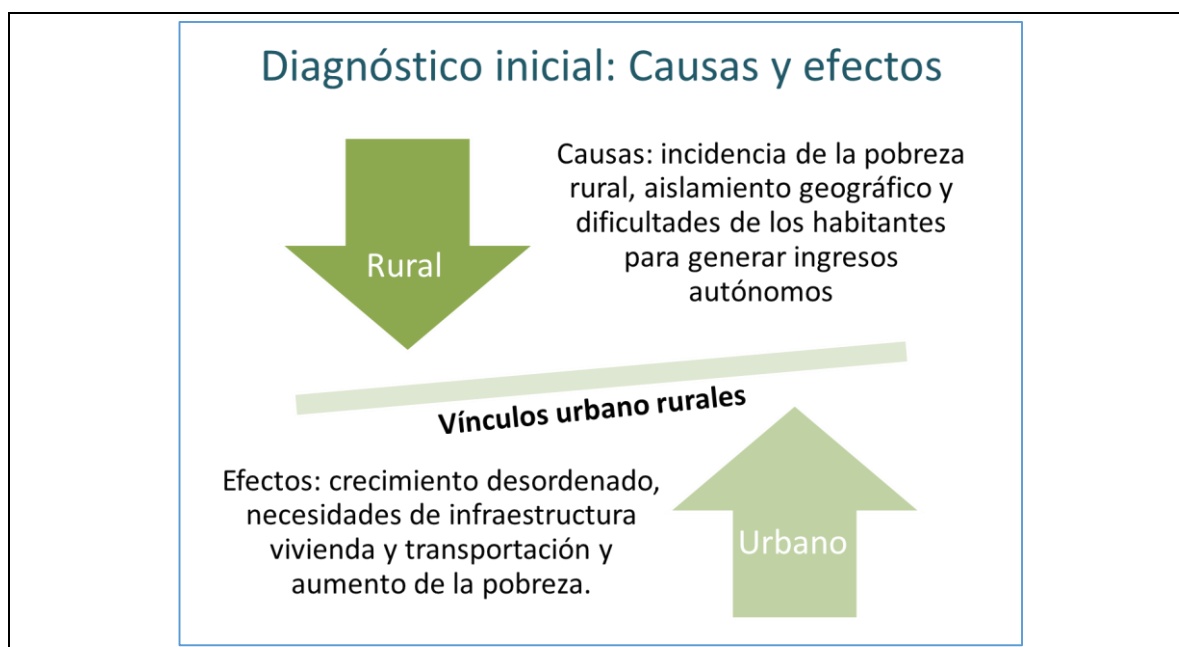 Diagnóstico inicial: Causas y efectos
Causas: incidencia de la pobreza
rural, aislamiento geográfico y
dificultades de los habitantes
para generar ingresos
autónomos
Rural
Vínculos urbano rurales
Efectos: crecimiento desordenado,
necesidades de infraestructura
vivienda y transportación y
aumento de la pobreza.
Urbano